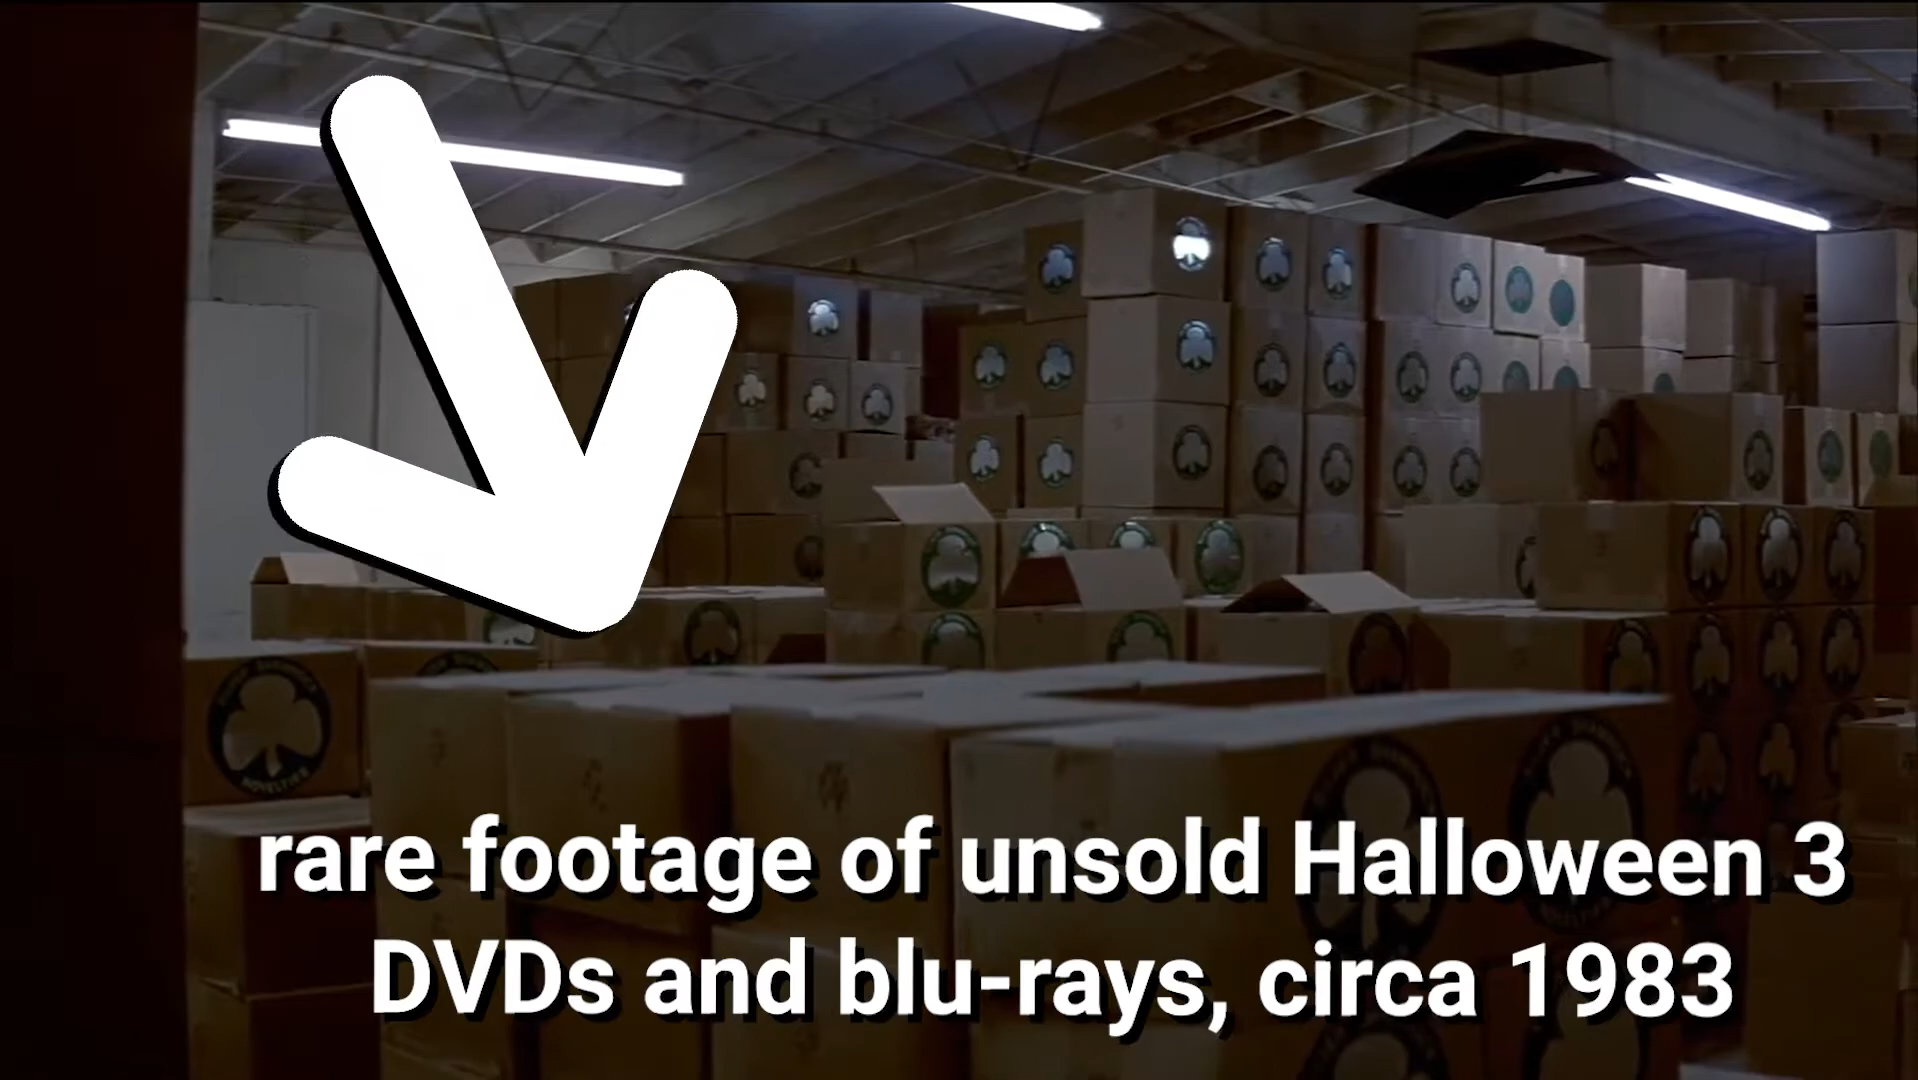 rare footage of unsold Halloween 3
DVDs and blu-rays, circa 1983